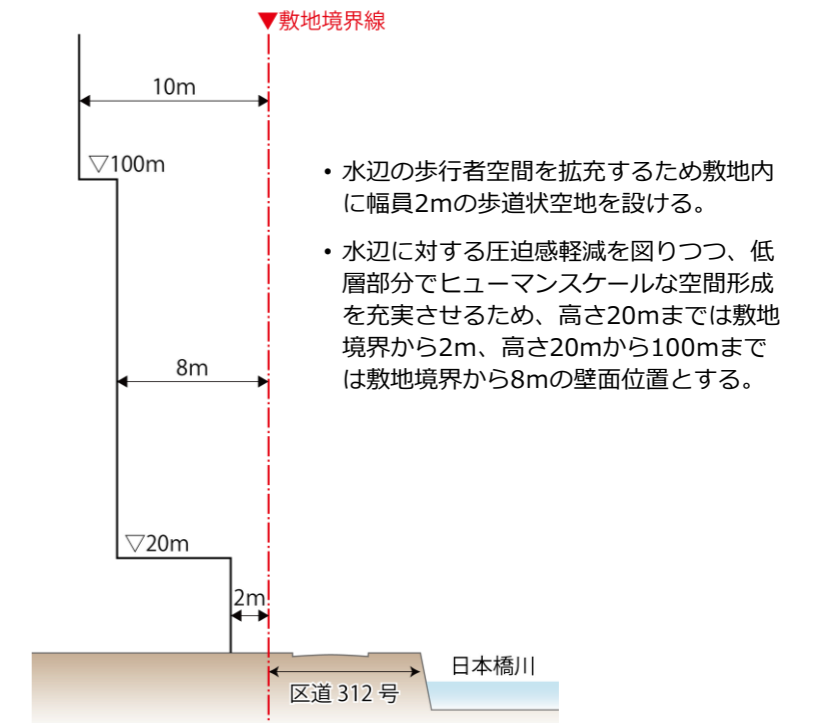 ▼敷地境界線
10m
▽100m
• 水辺の歩行者空間を拡充するため敷地内
に幅員2mの歩道状空地を設ける。
• 水辺に対する圧迫感軽減を図りつつ、低
層部分でヒューマンスケールな空間形成
を充実させるため、高さ20mまでは敷地
境界から2m、高さ20mから100mまで
は敷地境界から8mの壁面位置とする。
8m
▽20m
2m
日本橋川
区道 312 号